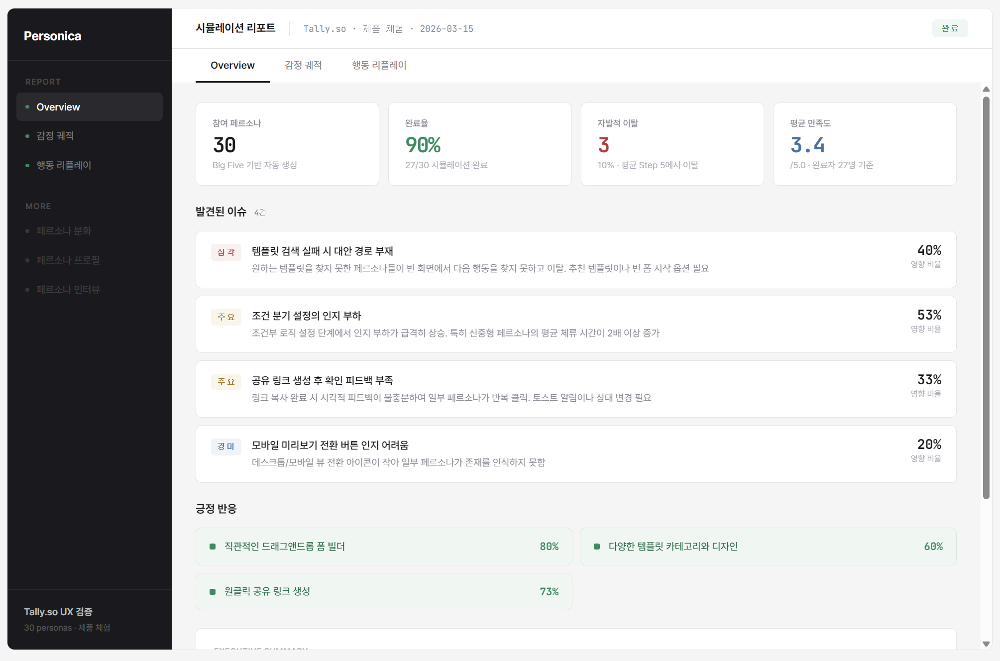 Personica
REPORT
Overview
감정 궤적
행동 리플레이
MORE
페르소나 분화
페르소나 프로필
페르소나 인터뷰
Tally.so UX 검증
30 personas · 제품 체험
시뮬레이션 리포트
Tally.so · 제품 체험 · 2026-03-15
완료
Overview
감정 궤적
행동 리플레이
참여 페르소나
30
Big Five 기반 자동 생성
완료율
90%
27/30 시뮬레이션 완료
자발적 이탈
3
10% · 평균 Step 5에서 이탈
평균 만족도
3.4
/5.0 · 완료자 27명 기준
발견된 이슈 4건
심각
템플릿 검색 실패 시 대안 경로 부재
원하는 템플릿을 찾지 못한 페르소나들이 빈 화면에서 다음 행동을 찾지 못하고 이탈. 추천 템플릿이나 빈 폼 시작 옵션 필요
40%
영향 비율
주요
조건 분기 설정의 인지 부하
조건부 로직 설정 단계에서 인지 부하가 급격히 상승. 특히 신중형 페르소나의 평균 체류 시간이 2배 이상 증가
53%
영향 비율
주요
공유 링크 생성 후 확인 피드백 부족
링크 복사 완료 시 시각적 피드백이 불충분하여 일부 페르소나가 반복 클릭. 토스트 알림이나 상태 변경 필요
33%
영향 비율
경미
모바일 미리보기 전환 버튼 인지 어려움
데스크톱/모바일 뷰 전환 아이콘이 작아 일부 페르소나가 존재를 인식하지 못함
20%
영향 비율
긍정 반응
직관적인 드래그앤드롭 폼 빌더 80%
다양한 템플릿 카테고리와 디자인 60%
원클릭 공유 링크 생성 73%
EXECUTIVE SUMMARY